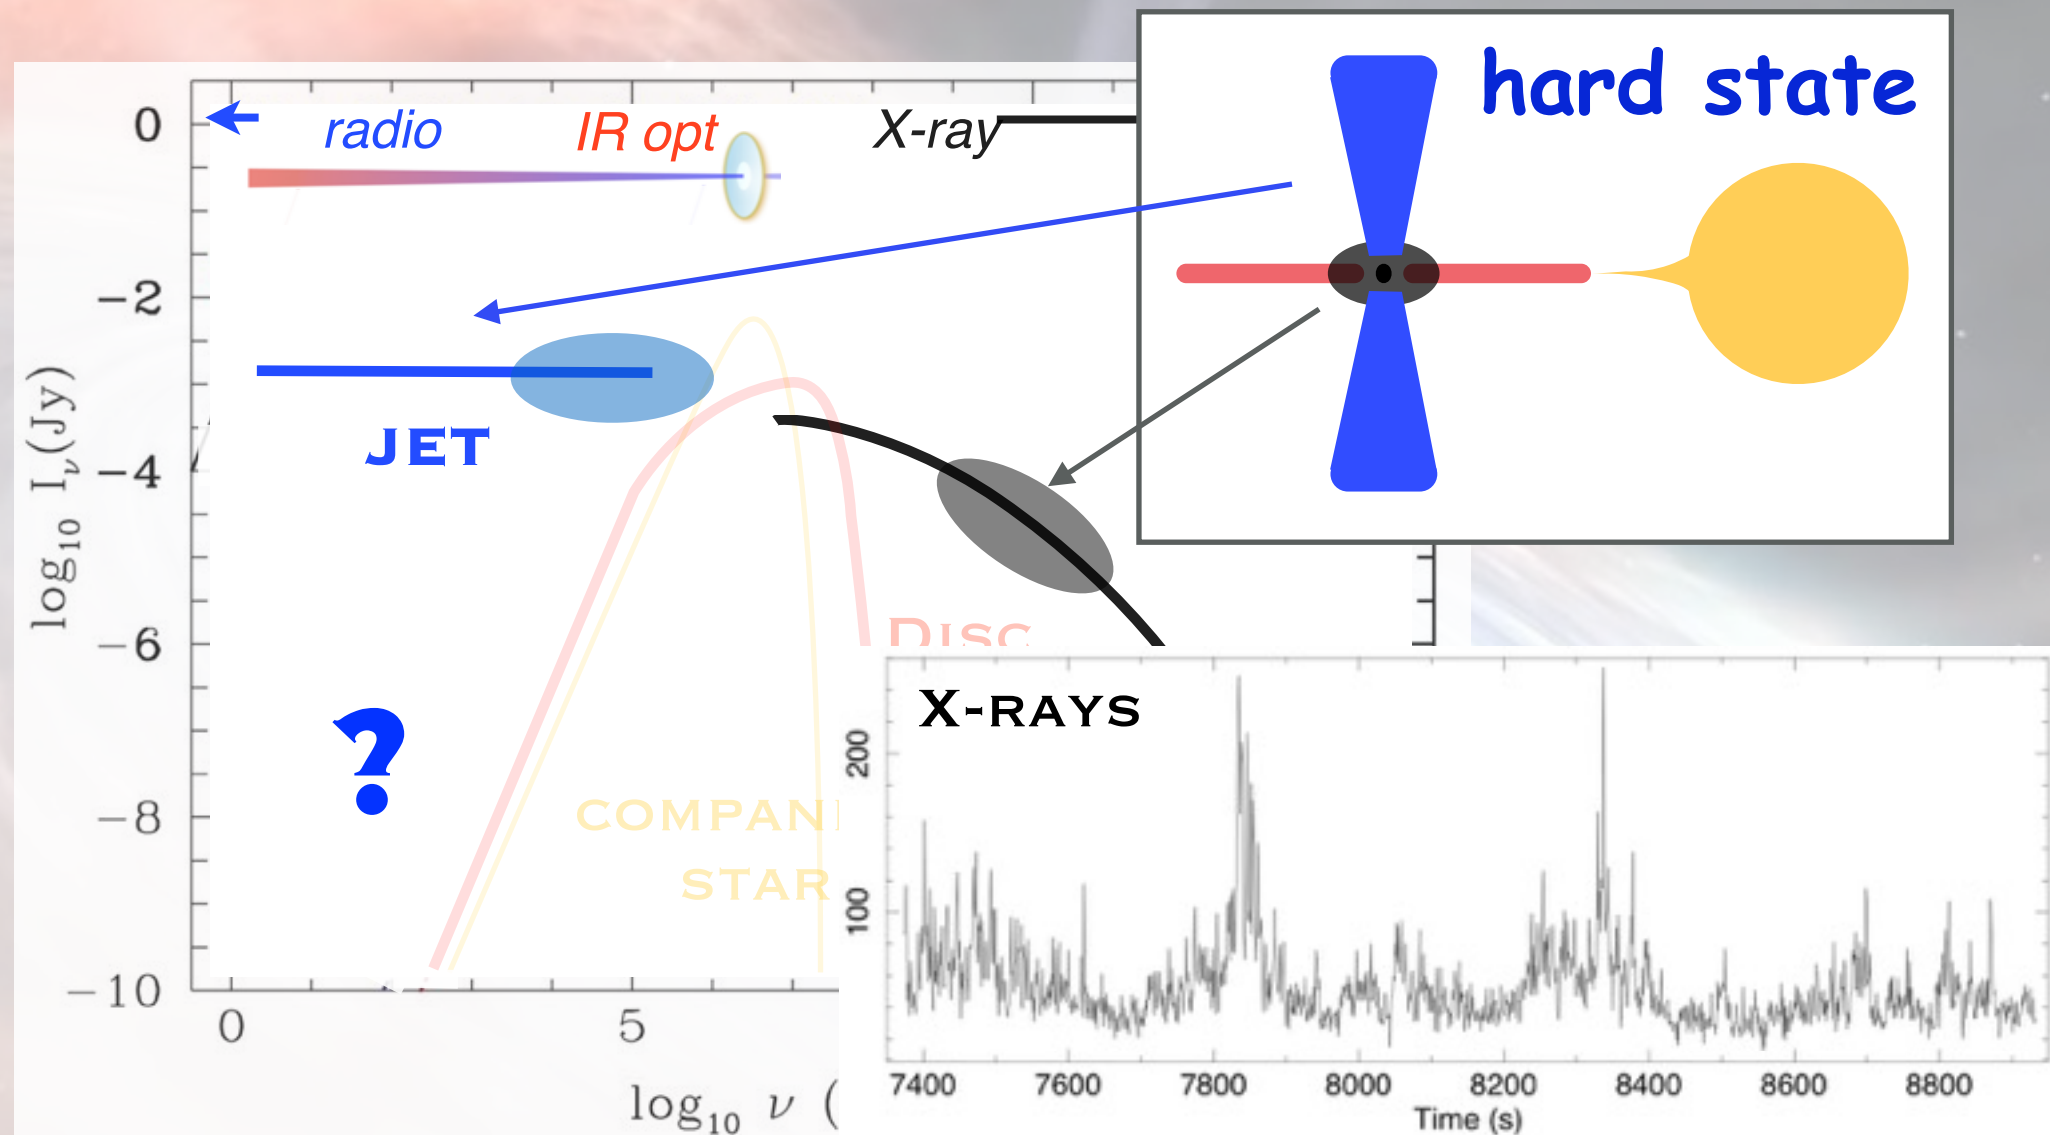 hard state
radio IR opt X-ray
0
−2
−4
−6
−8
−10
log10 Iν(Jy)
JET
?
DISC
COMPANI
STAR
0 5
log10 ν (
X-RAYS
200
100
7400 7600 7800 8000 8200 8400 8600 8800
Time (s)